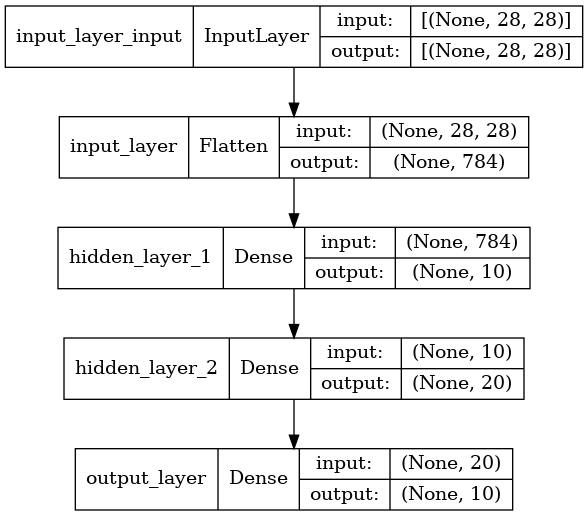 input_layer_input InputLayer input: [(None, 28, 28)]
output: [(None, 28, 28)]
input_layer Flatten input: (None, 28, 28)
output: (None, 784)
hidden_layer_1 Dense input: (None, 784)
output: (None, 10)
hidden_layer_2 Dense input: (None, 10)
output: (None, 20)
output_layer Dense input: (None, 20)
output: (None, 10)